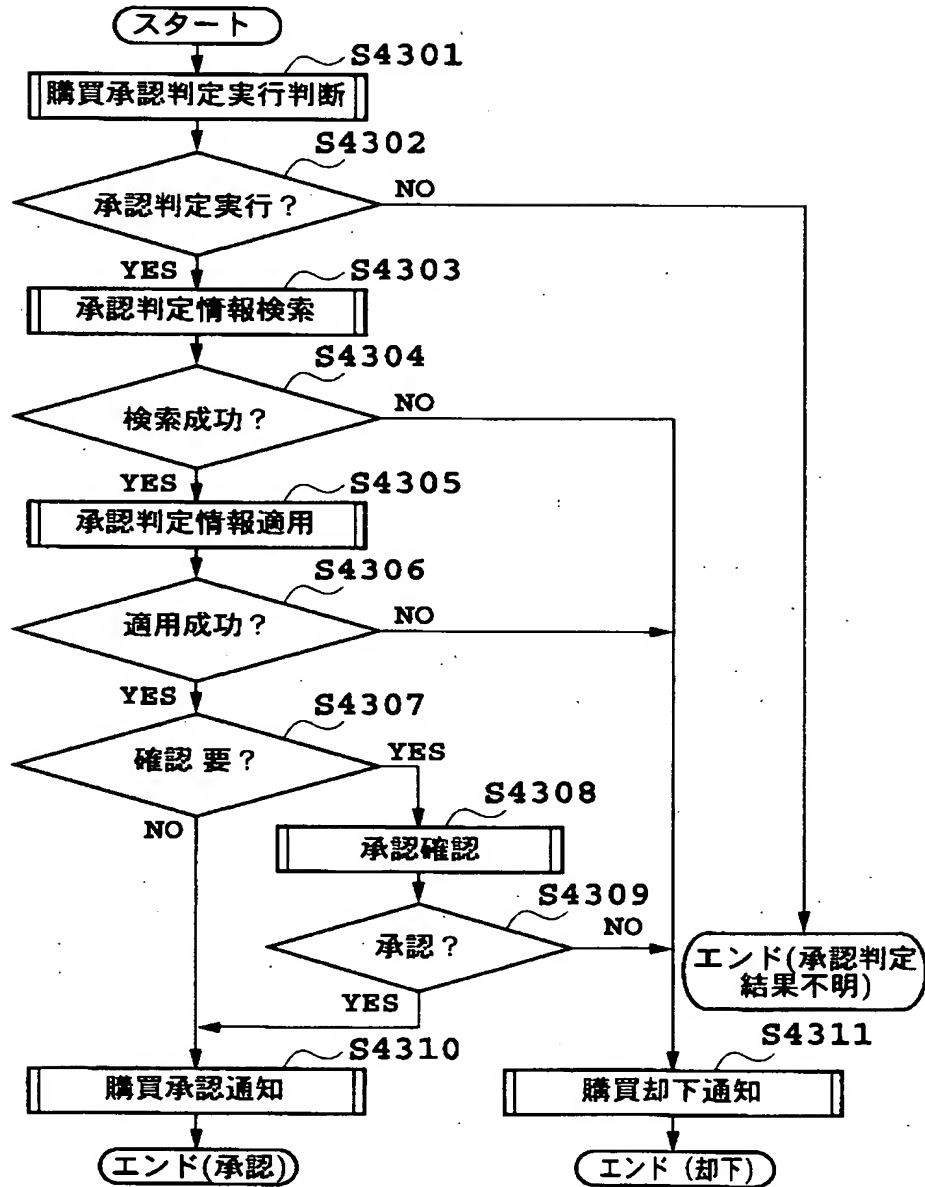 スタート
S4301
購買承認判定実行判断
S4302
承認判定実行?
NO
YES
S4303
承認判定情報検索
S4304
検索成功?
NO
YES
S4305
承認判定情報適用
S4306
適用成功?
NO
YES
S4307
確認 要?
YES
NO
S4308
承認確認
S4309
承認?
NO
YES
エンド(承認判定
結果不明)
S4310
購買承認通知
S4311
購買却下通知
エンド(承認)
エンド (却下)